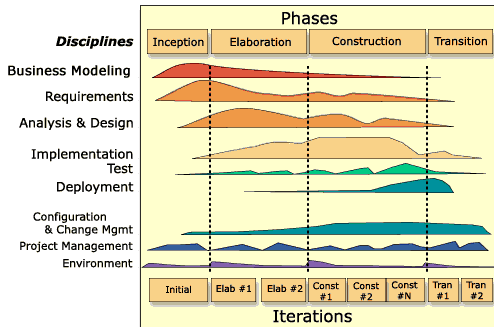 Phases
Disciplines
Inception Elaboration Construction Transition
Business Modeling
Requirements
Analysis & Design
Implementation
Test
Deployment
Configuration
& Change Mgmt
Project Management
Environment
Initial Elab #1 Elab #2 Const #1 Const #2 Const #N Tran #1 Tran #2
Iterations